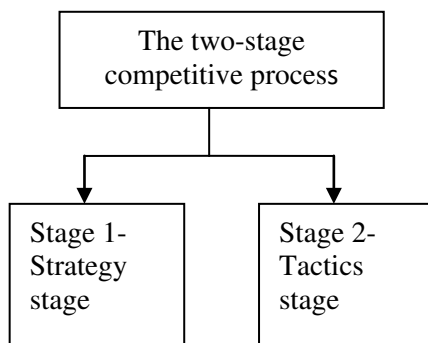 The two-stage
competitive process
Stage 1-
Strategy
stage
Stage 2-
Tactics
stage